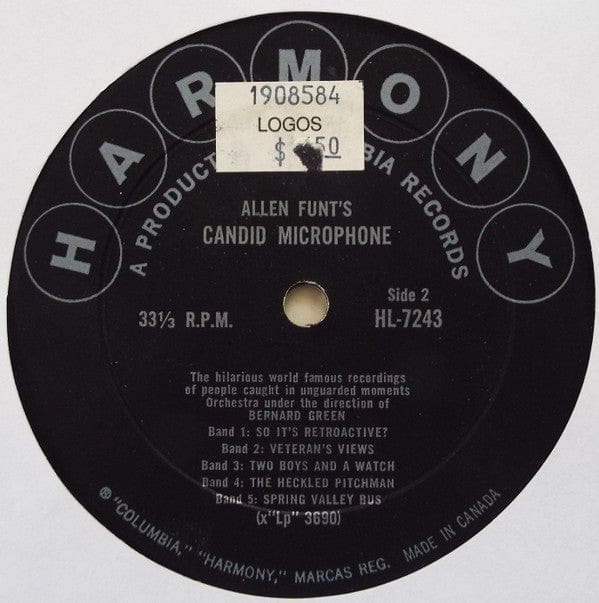 HARMONY
1908584
LOGOS
$ 50
A PRODUCT BIA RECORDS
ALLEN FUNT'S
CANDID MICROPHONE
33⅓ R.P.M.
Side 2
HL-7243
The hilarious world famous recordings
of people caught in unguarded moments
Orchestra under the direction of
BERNARD GREEN
Band 1: SO IT'S RETROACTIVE?
Band 2: VETERAN'S VIEWS
Band 3: TWO BOYS AND A WATCH
Band 4: THE HECKLED PITCHMAN
Band 5: SPRING VALLEY BUS
(x"Lp" 3690)
® "COLUMBIA," "HARMONY," MARCAS REG. MADE IN CANADA